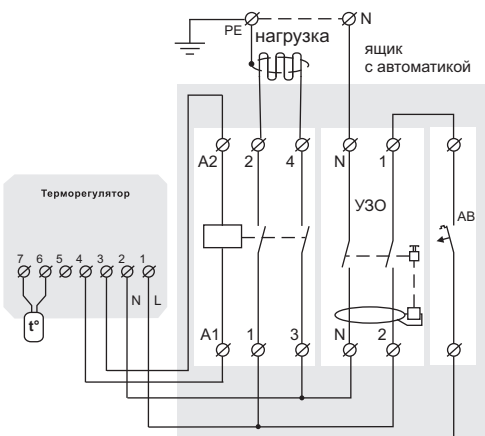 PE N
нагрузка
ящик
с автоматикой
A2 2 4 N 1
УЗО
AB
Терморегулятор
7 6 5 4 3 2 1
N L
t°
A1 1 3 N 2